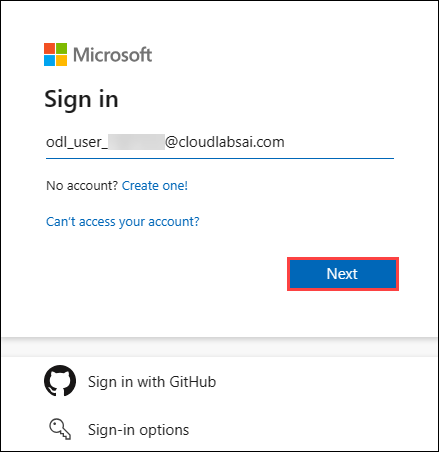 Microsoft
Sign in
odl_user_ @cloudlabsai.com
No account? Create one!
Can't access your account?
Next
Sign in with GitHub
Sign-in options